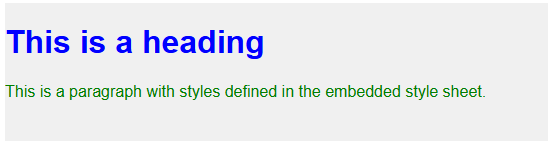 This is a heading
This is a paragraph with styles defined in the embedded style sheet.